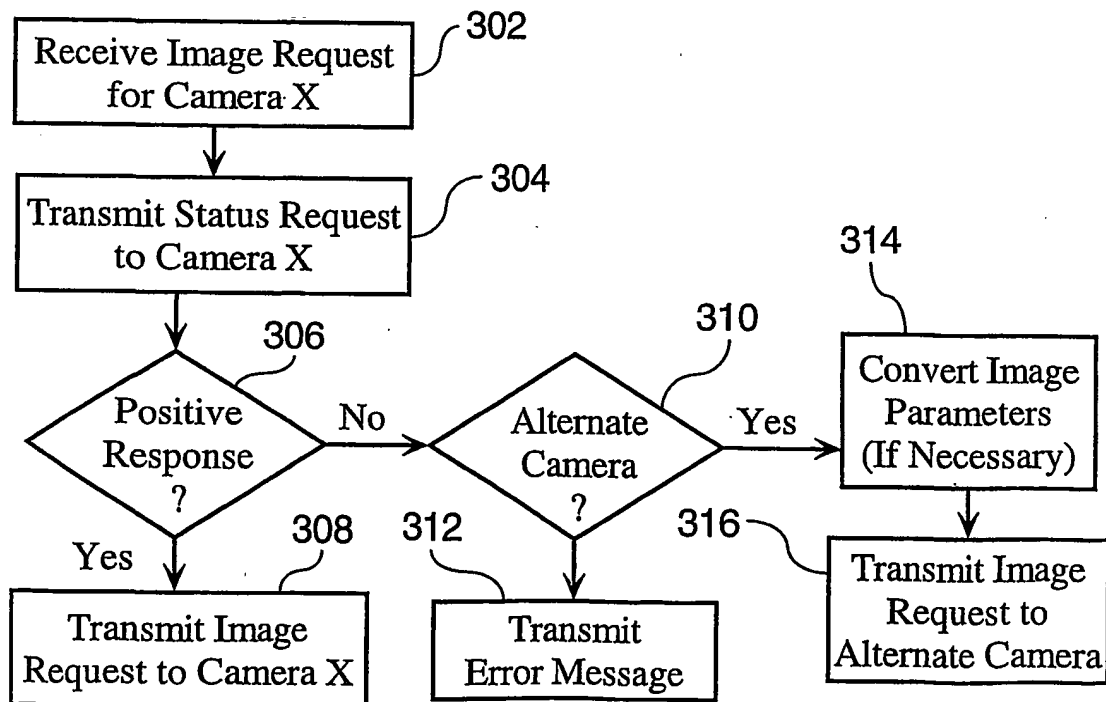 302
Receive Image Request
for Camera X
304
Transmit Status Request
to Camera X
306
Positive
Response
?
No
Yes
308
Transmit Image
Request to Camera X
310
Alternate
Camera
?
Yes
312
Transmit
Error Message
314
Convert Image
Parameters
(If Necessary)
316
Transmit Image
Request to
Alternate Camera